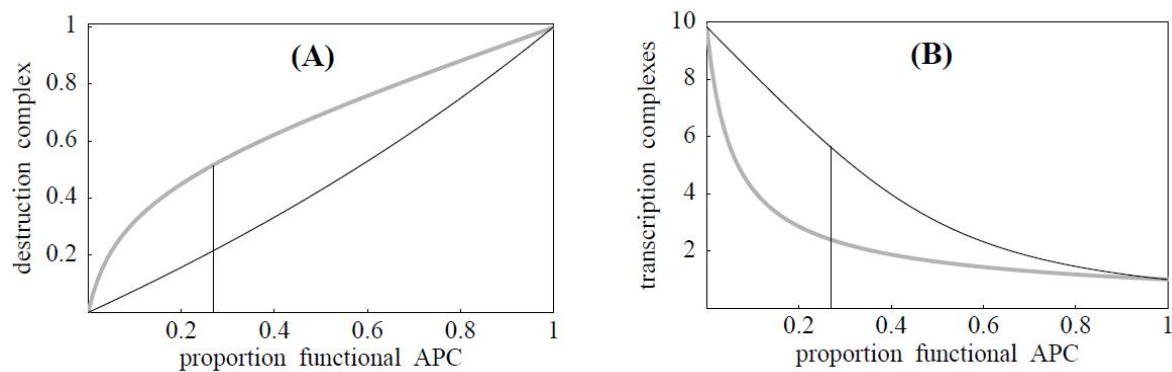 (A)
destruction complex
1
0.8
0.6
0.4
0.2
0.2 0.4 0.6 0.8 1
proportion functional APC
(B)
transcription complexes
10
8
6
4
2
0.2 0.4 0.6 0.8 1
proportion functional APC